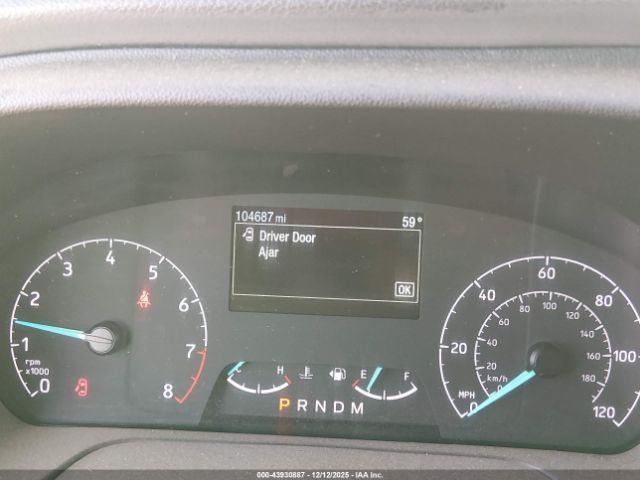 104687 mi 59°
Driver Door
Ajar
OK
0 1 2 3 4 5 6 7 8
rpm
x1000
C H E F
P R N D M
0 20 40 60 80 100 120
MPH
20 40 60 80 100 120 140 160 180
km/h
000-43930887 - 12/12/2025 - IAA Inc.